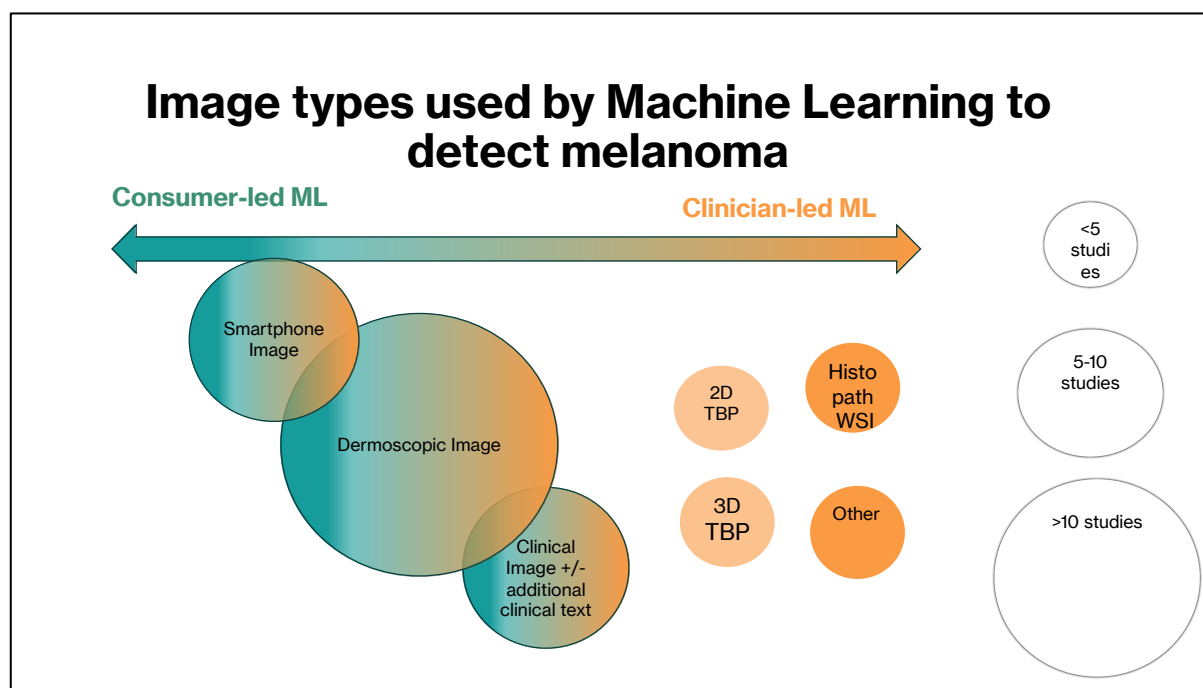 Image types used by Machine Learning to
detect melanoma
Consumer-led ML
Clinician-led ML
<5
studi
es
Smartphone
Image
Dermoscopic Image
Clinical
Image +/-
additional
clinical text
2D
TBP
Histo
path
WSI
3D
TBP
Other
5-10
studies
>10 studies